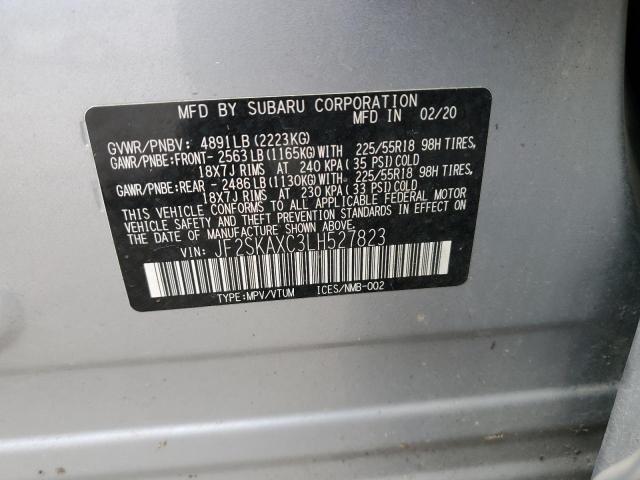 MFD BY SUBARU CORPORATION
MFD IN 02/20
GVWR/PNBV: 4891LB(2223KG)
GAWR/PNBE:FRONT- 2563LB(1165KG)WITH 225/55R18 98H TIRES,
18X7J RIMS AT 240 KPA(35 PSI)COLD
GAWR/PNBE:REAR - 2486LB(1130KG)WITH 225/55R18 98H TIRES,
18X7J RIMS AT 230 KPA(33 PSI)COLD
THIS VEHICLE CONFORMS TO ALL APPLICABLE FEDERAL MOTOR
VEHICLE SAFETY AND THEFT PREVENTION STANDARDS IN EFFECT ON
THE DATE OF MANUFACTURE SHOWN ABOVE.
VIN: JF2SKAXC3LH527823
TYPE:MPV/VTUM ICES/NMB-002